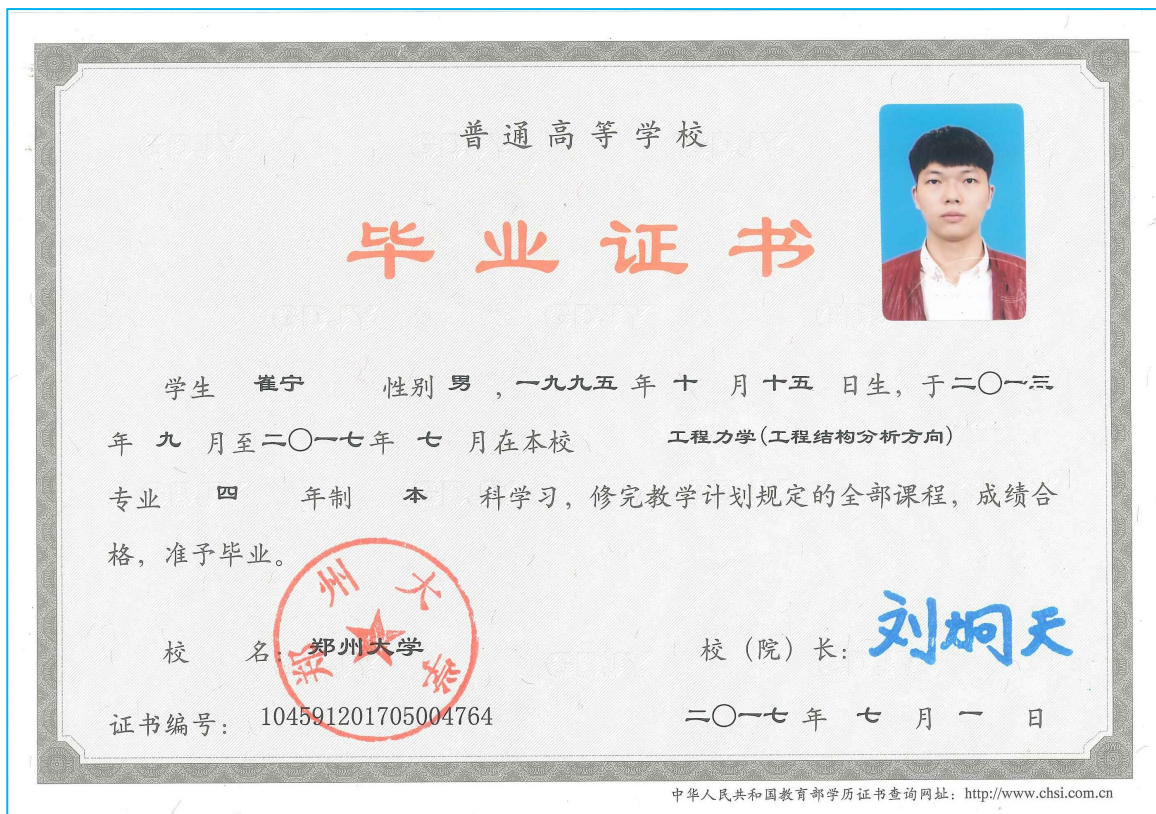 普通高等学校
毕业证书
学生 崔宁 性别 男 ，一九九五 年 十 月 十五 日生，于二〇一三
年 九 月至二〇一七年 七 月在本校 工程力学(工程结构分析方向)
专业 四 年制 本 科学习，修完教学计划规定的全部课程，成绩合
格，准予毕业。
郑州大学
校 名：郑州大学 校（院）长：刘炯天
证书编号：104591201705004764 二〇一七 年 七 月 一 日
中华人民共和国教育部学历证书查询网址：http://www.chsi.com.cn